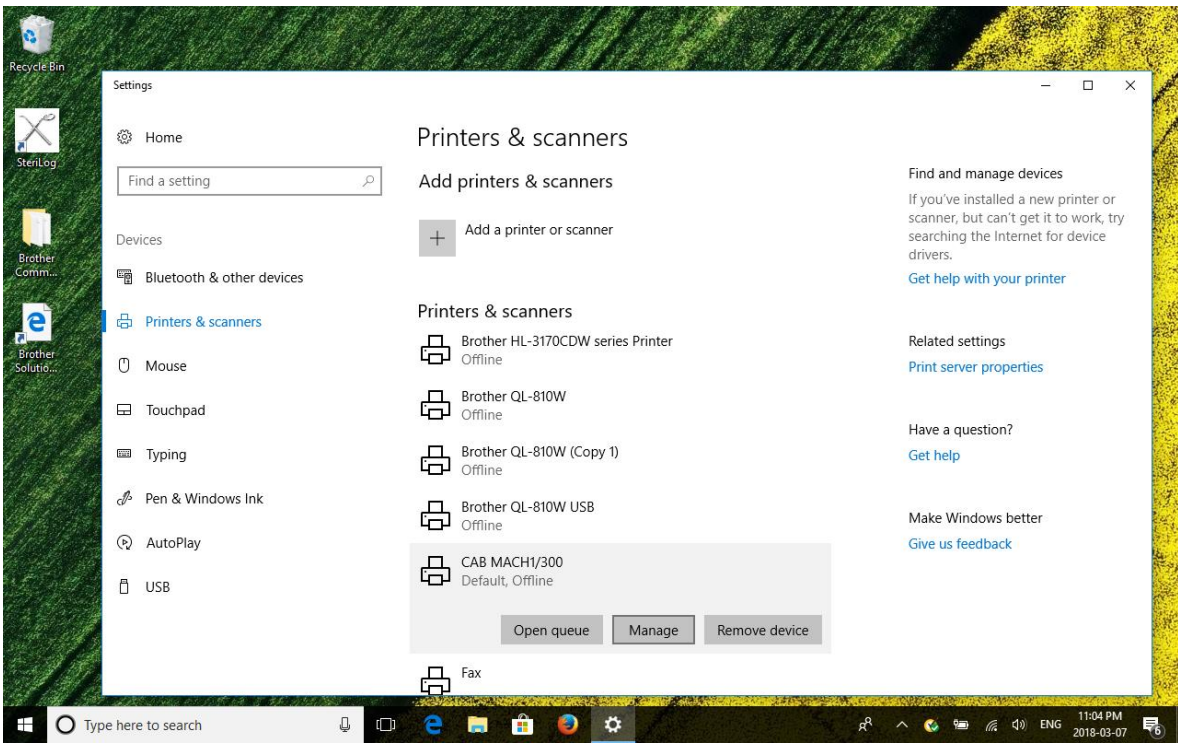 Recycle Bin
SteriLog
Brother
Comm...
Brother
Solutio...
Settings
Home
Find a setting
Devices
Bluetooth & other devices
Printers & scanners
Mouse
Touchpad
Typing
Pen & Windows Ink
AutoPlay
USB
Printers & scanners
Add printers & scanners
Add a printer or scanner
Printers & scanners
Brother HL-3170CDW series Printer
Offline
Brother QL-810W
Offline
Brother QL-810W (Copy 1)
Offline
Brother QL-810W USB
Offline
CAB MACH1/300
Default, Offline
Open queue Manage Remove device
Fax
Find and manage devices
If you've installed a new printer or
scanner, but can't get it to work, try
searching the Internet for device
drivers.
Get help with your printer
Related settings
Print server properties
Have a question?
Get help
Make Windows better
Give us feedback
Type here to search
ENG
11:04 PM
2018-03-07
6